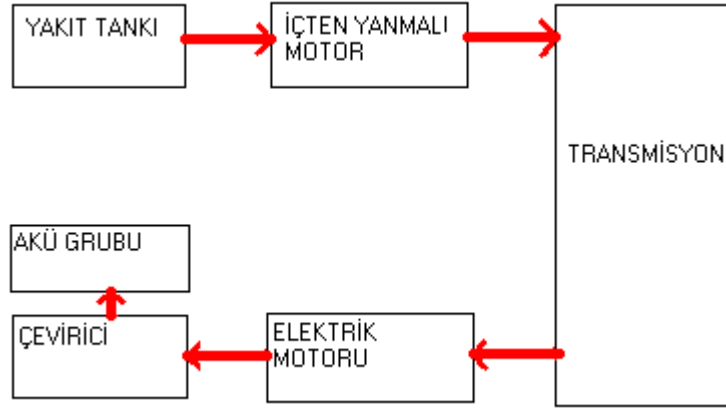 YAKIT TANKI
İÇTEN YANMALI
MOTOR
TRANSMİSYON
AKÜ GRUBU
ÇEVİRİCİ
ELEKTRİK
MOTORU